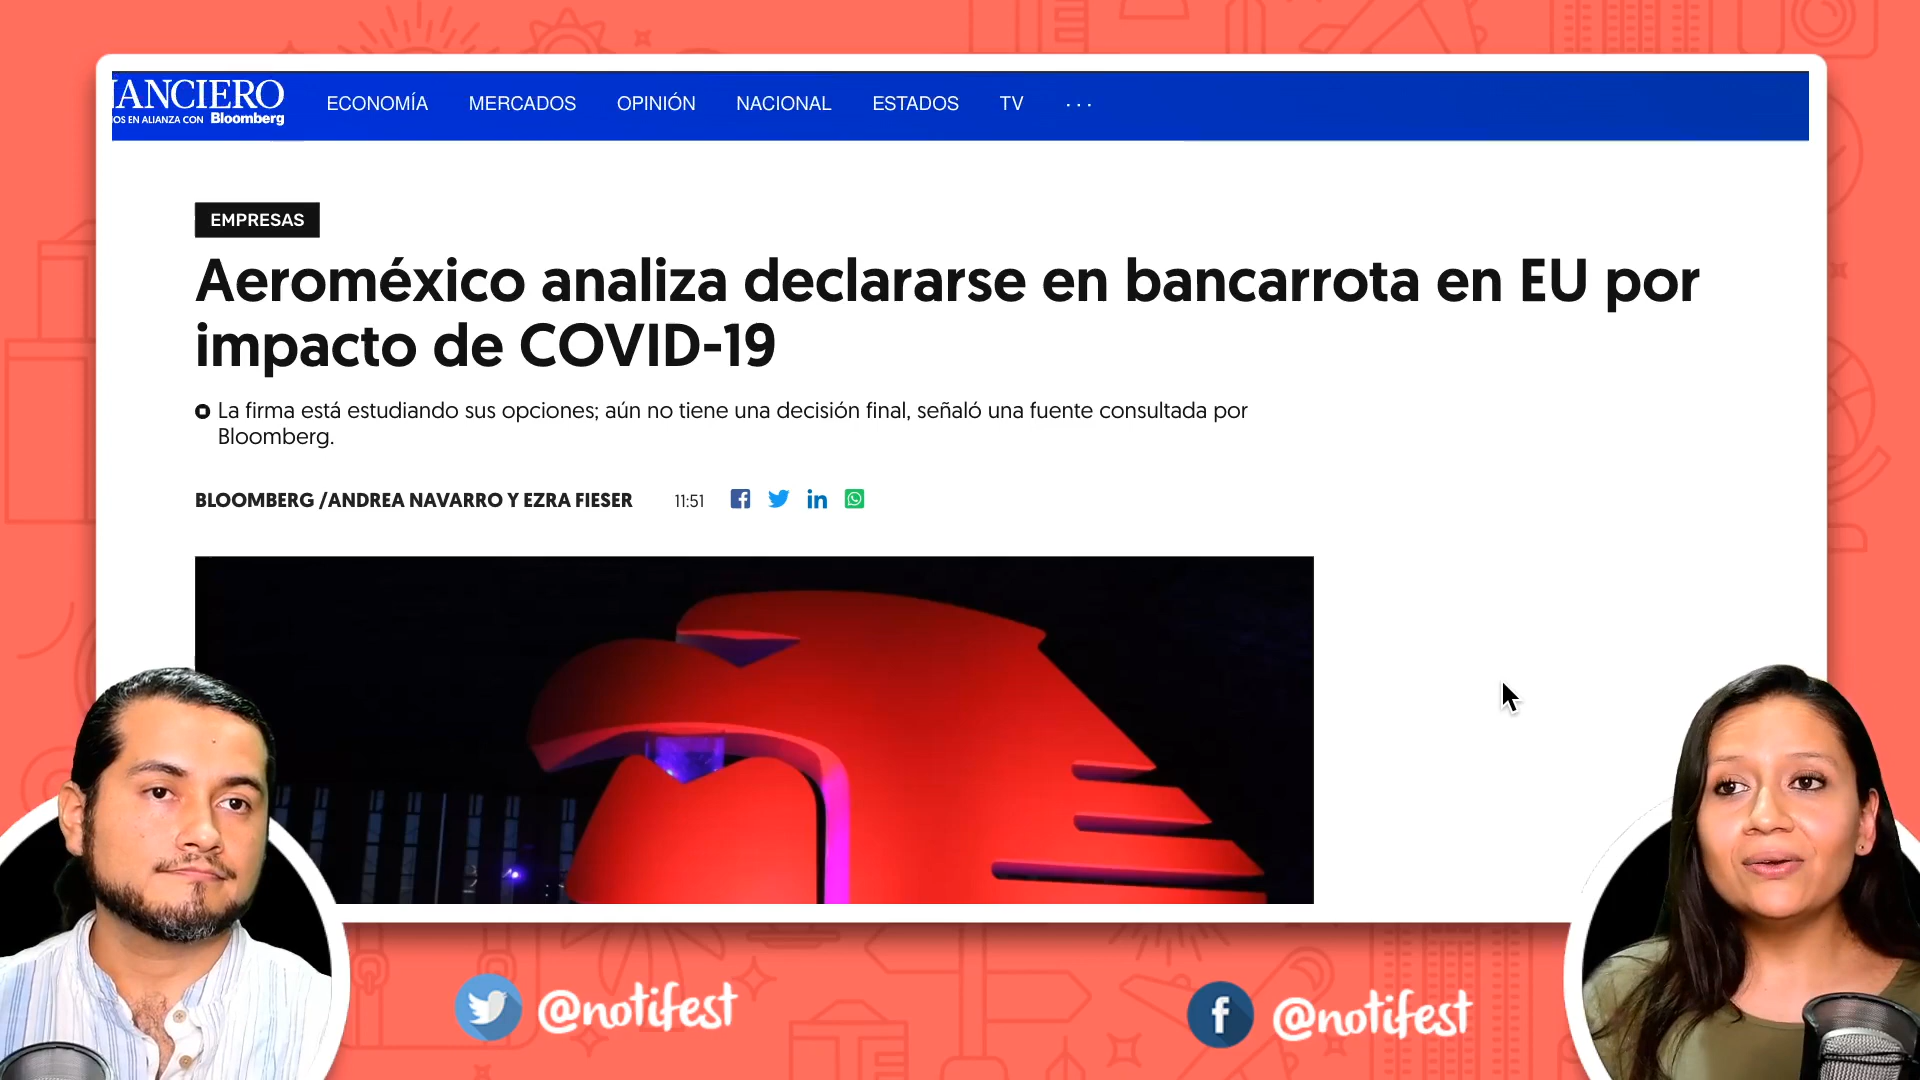 NANCIERO
OS EN ALIANZA CON Bloomberg
ECONOMÍA MERCADOS OPINIÓN NACIONAL ESTADOS TV ...
EMPRESAS
Aeroméxico analiza declararse en bancarrota en EU por
impacto de COVID-19
La firma está estudiando sus opciones; aún no tiene una decisión final, señaló una fuente consultada por
Bloomberg.
BLOOMBERG /ANDREA NAVARRO Y EZRA FIESER 11:51
@notifest
@notifest